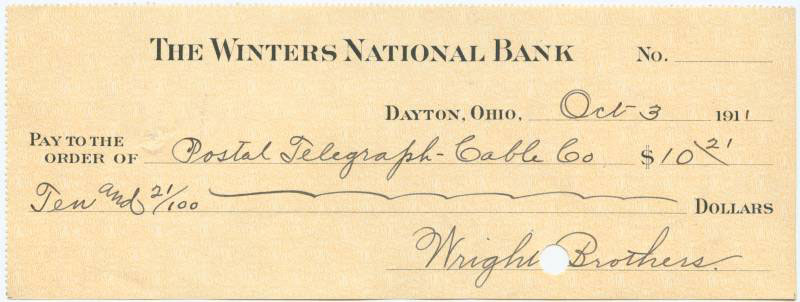 THE WINTERS NATIONAL BANK No.
DAYTON, OHIO, Oct 3 1911
PAY TO THE
ORDER OF Postal Telegraph-Cable Co $10 21
Ten and 21/100 DOLLARS
Wright Brothers.